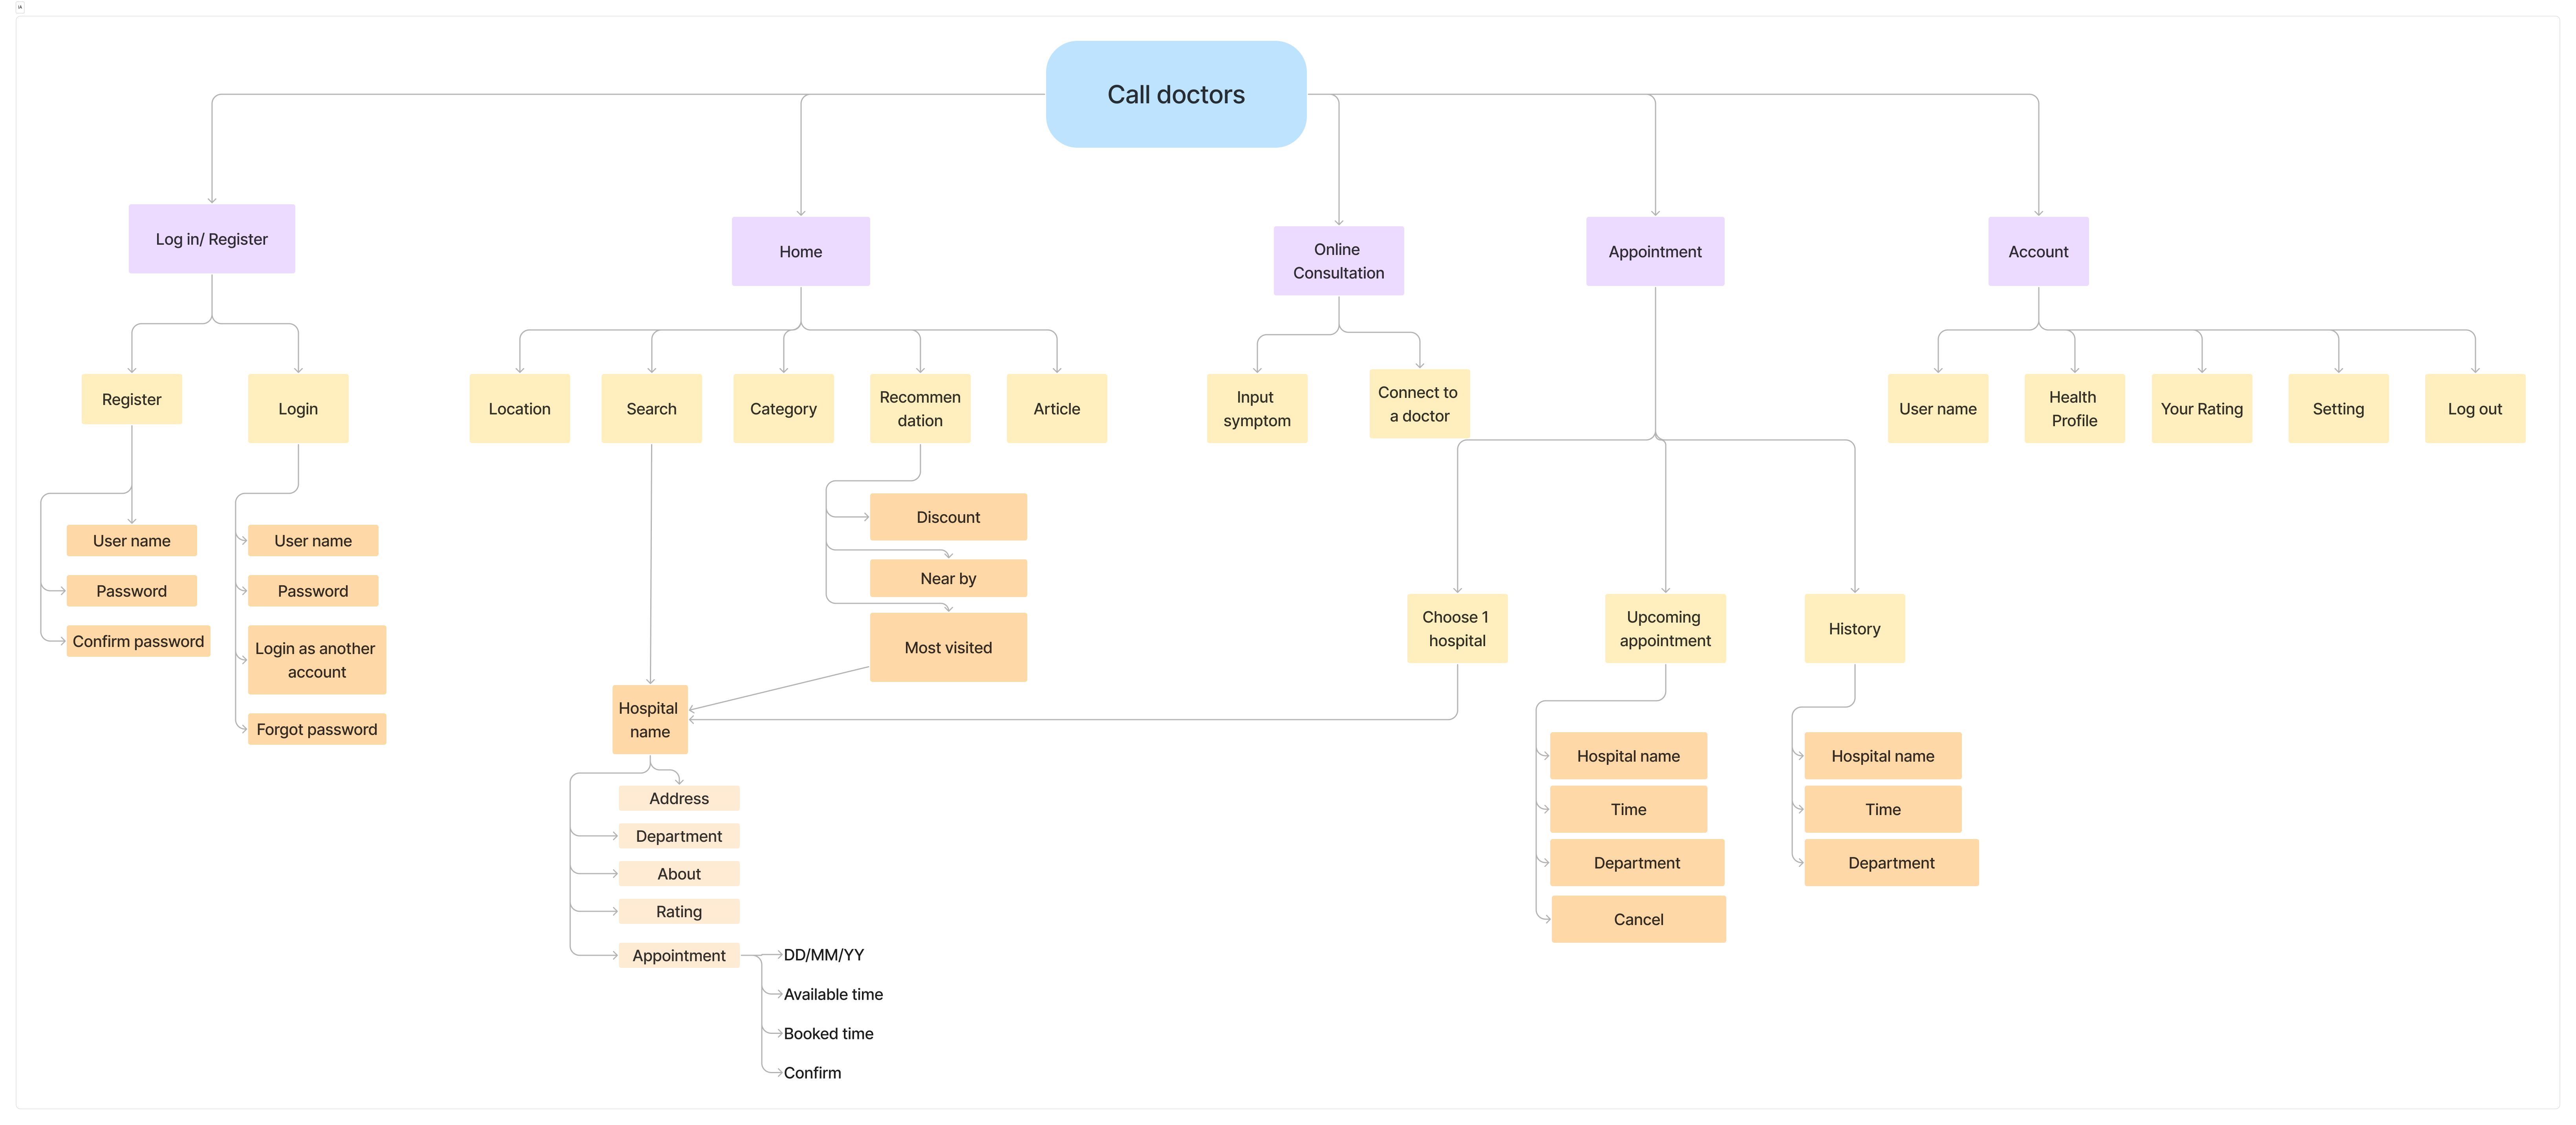 IA
Call doctors
Log in/ Register
Home
Online
Consultation
Appointment
Account
Register
Login
Location
Search
Category
Recommen
dation
Article
Input
symptom
Connect to
a doctor
User name
Health
Profile
Your Rating
Setting
Log out
User name
Password
Confirm password
User name
Password
Login as another
account
Forgot password
Discount
Near by
Most visited
Hospital
name
Address
Department
About
Rating
Appointment
DD/MM/YY
Available time
Booked time
Confirm
Choose 1
hospital
Upcoming
appointment
History
Hospital name
Time
Department
Cancel
Hospital name
Time
Department